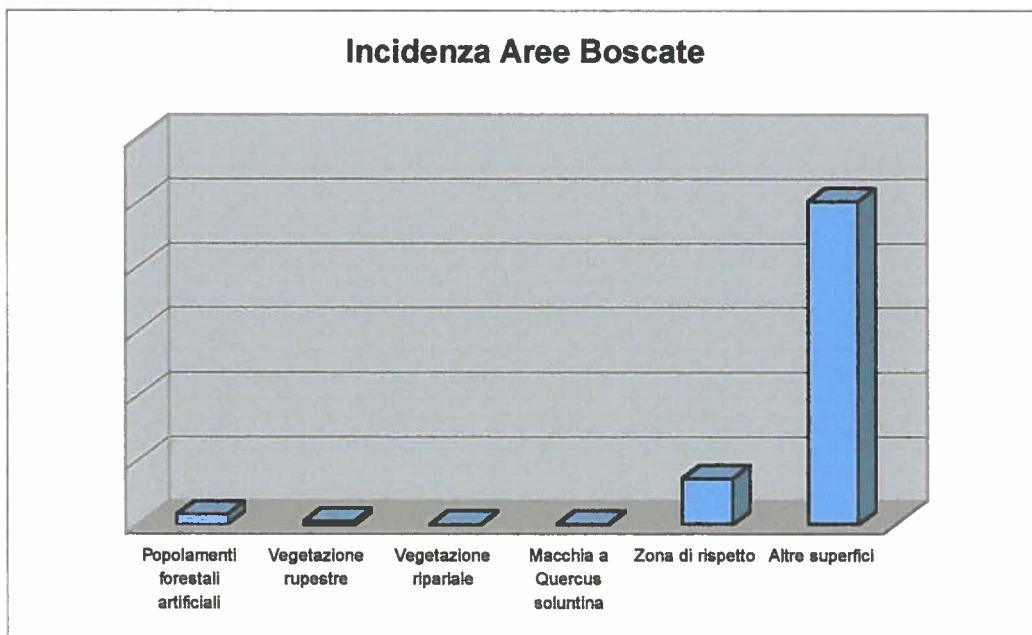 Incidenza Aree Boscate
Popolamenti
forestali
artificiali
Vegetazione
rupestre
Vegetazione
ripariale
Macchia a
Quercus
soluntina
Zona di rispetto
Altre superfici